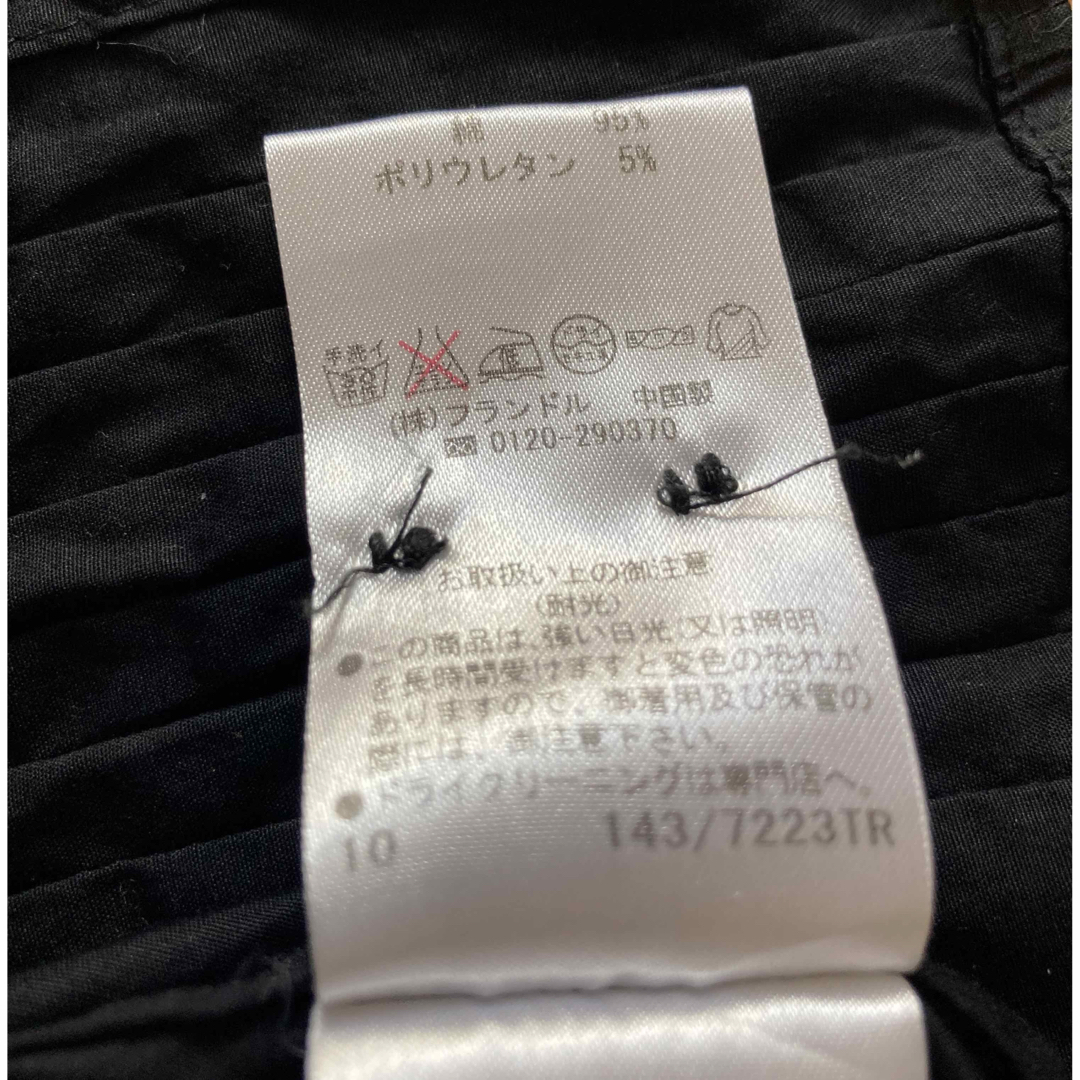 綿 95%
ポリウレタン 5%
手洗イ
中
(株)フランドル 中国製
0120-290370
お取扱い上の御注意
(耐光)
●この商品は、強い日光、又は照明
を長時間受けますと変色の恐れが
ありますので、御着用及び保管の
際には、御注意下さい。
●ドライクリーニングは専門店へ。
10 143/7223TR